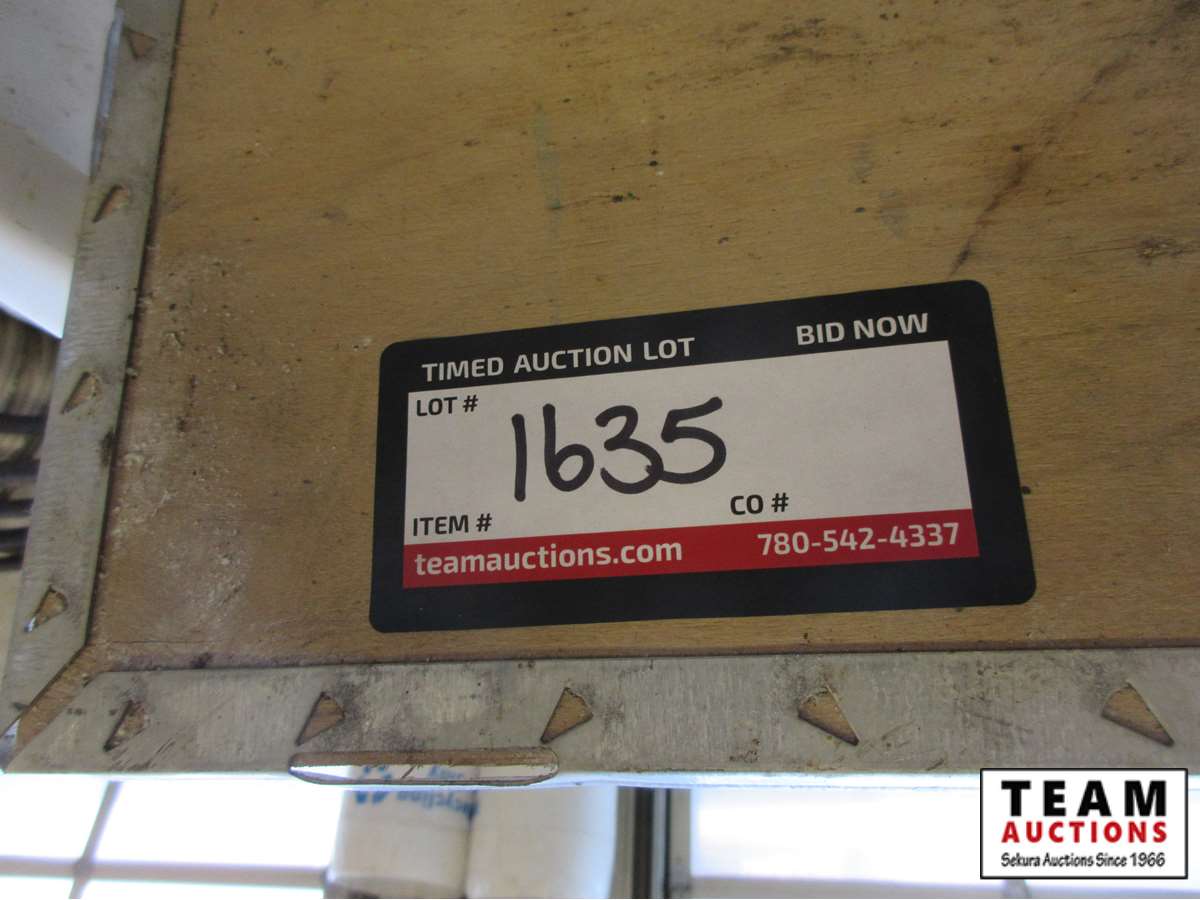 TIMED AUCTION LOT BID NOW
LOT # 1635
ITEM # CO #
teamauctions.com 780-542-4337
TEAM
AUCTIONS
Sekura Auctions Since 1966